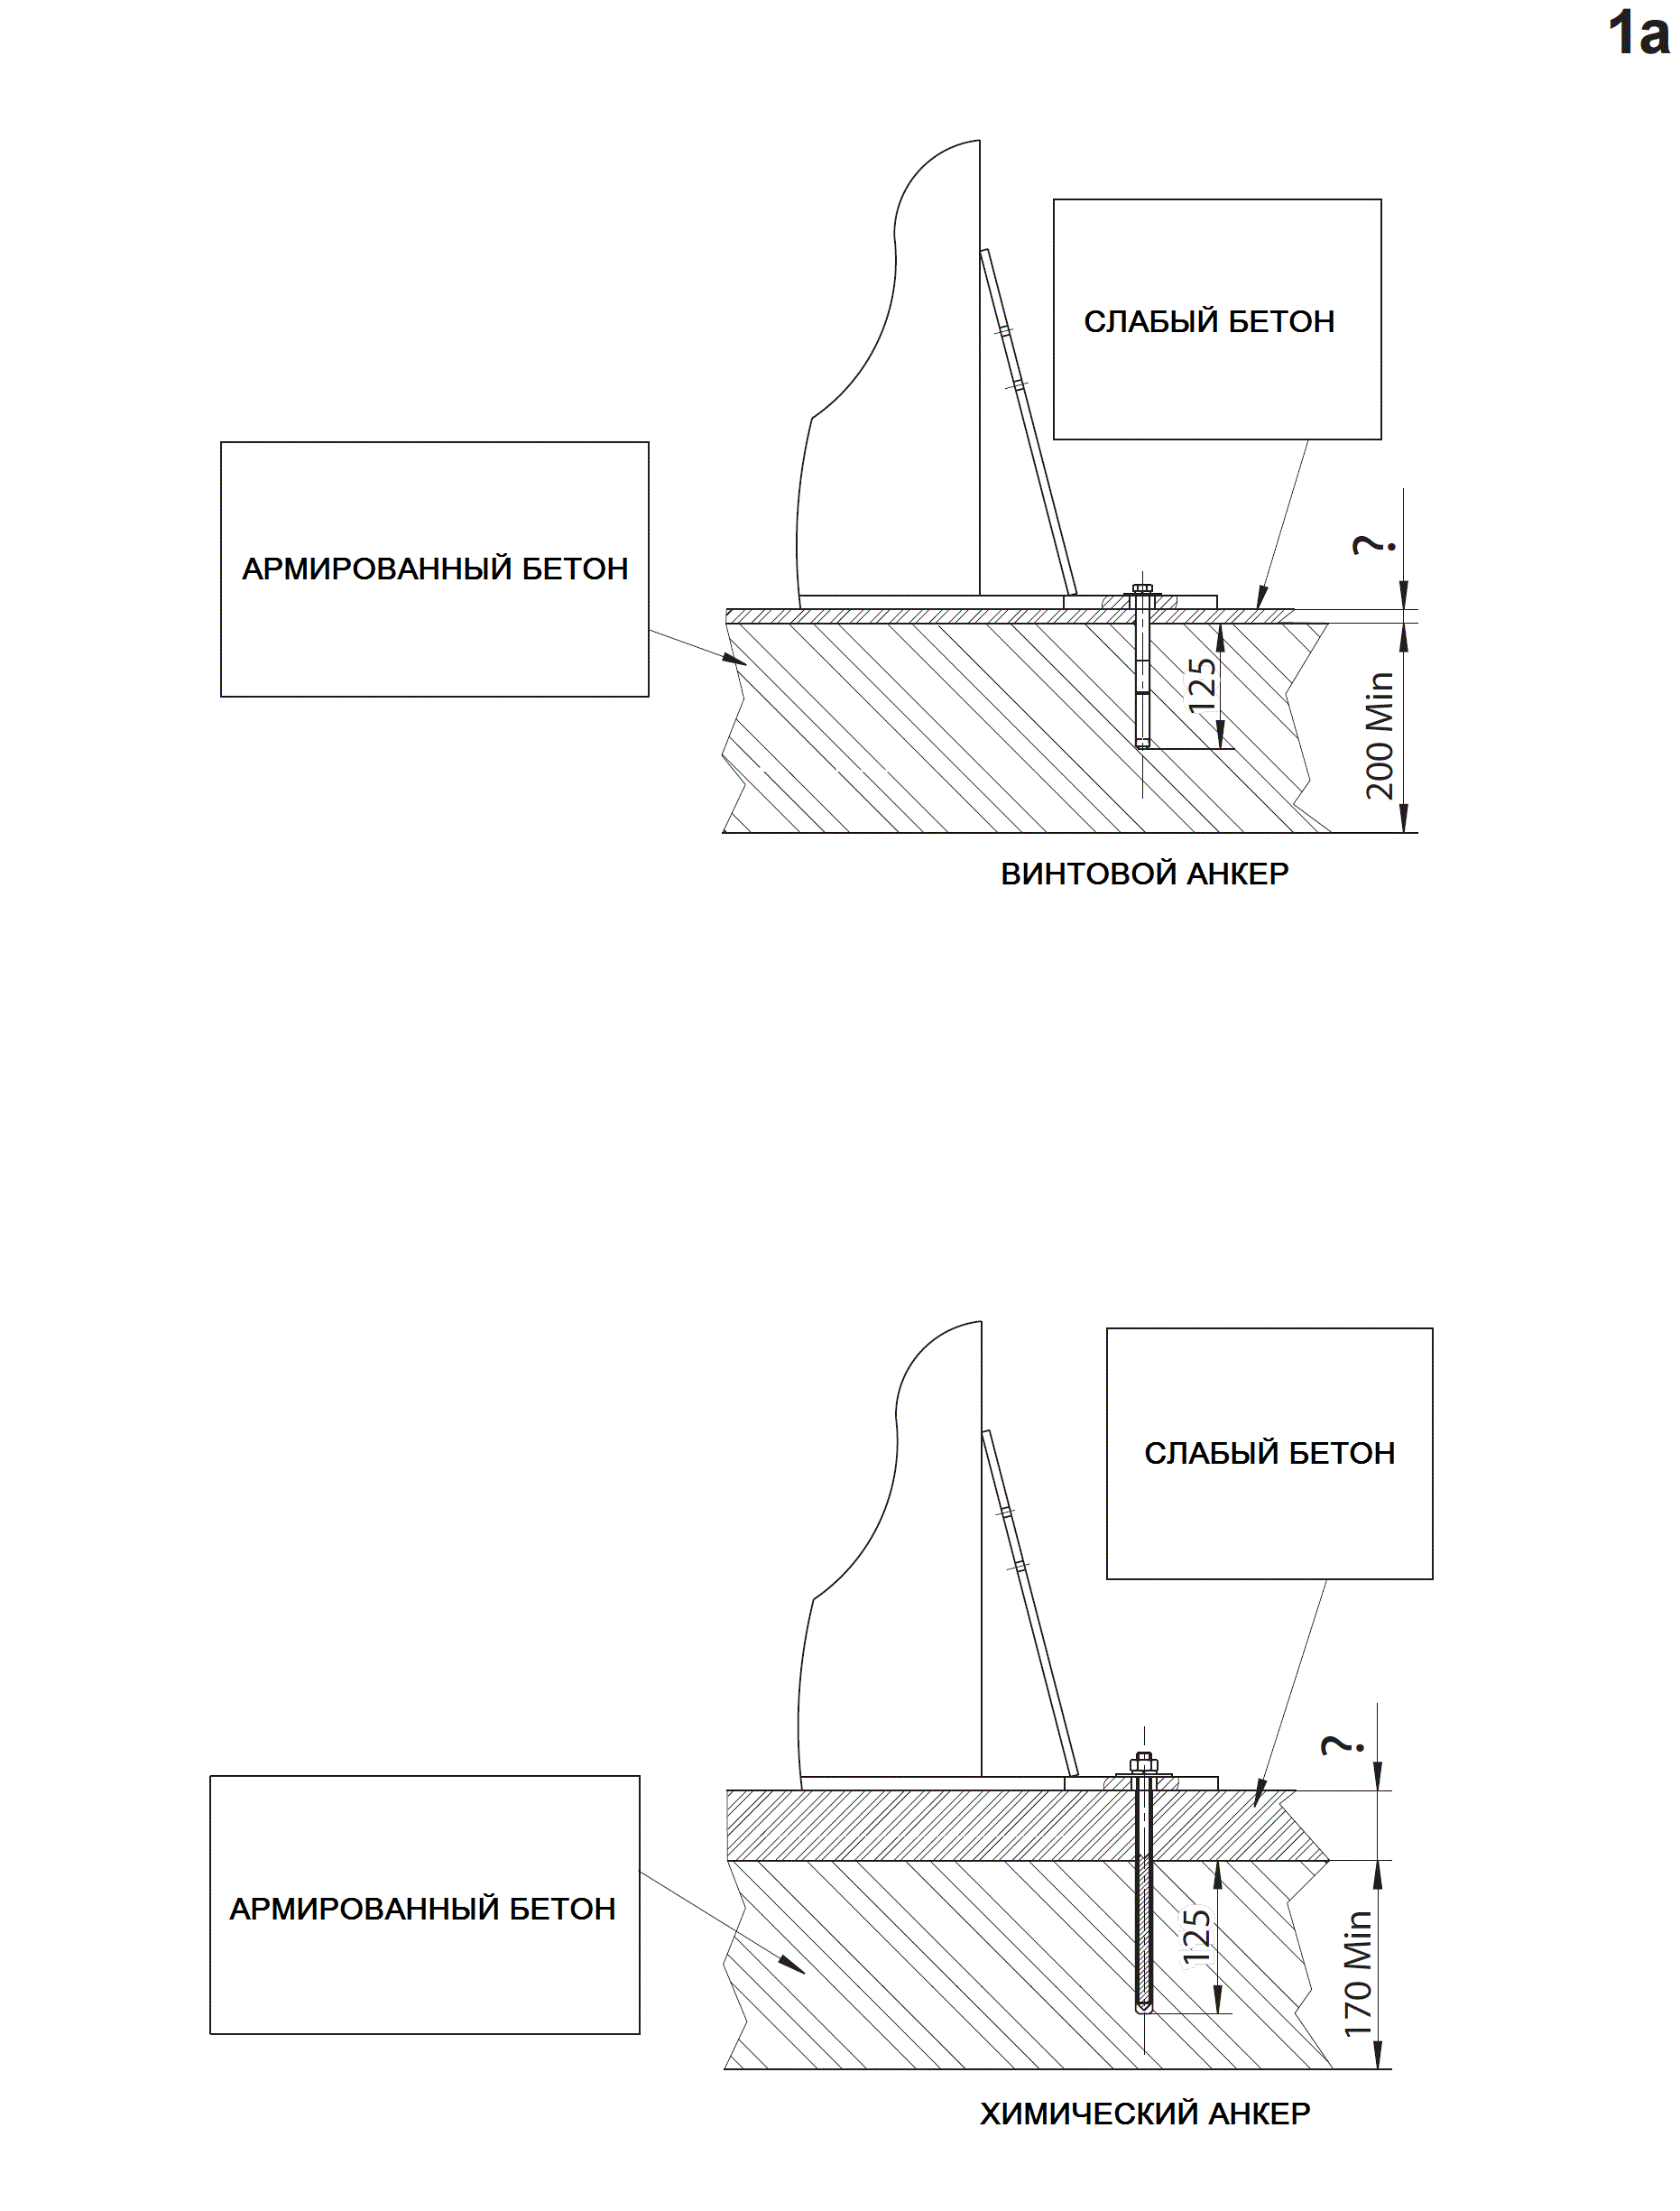 1a
СЛАБЫЙ БЕТОН
АРМИРОВАННЫЙ БЕТОН
?
125
200 Min
ВИНТОВОЙ АНКЕР
СЛАБЫЙ БЕТОН
?
АРМИРОВАННЫЙ БЕТОН
125
170 Min
ХИМИЧЕСКИЙ АНКЕР